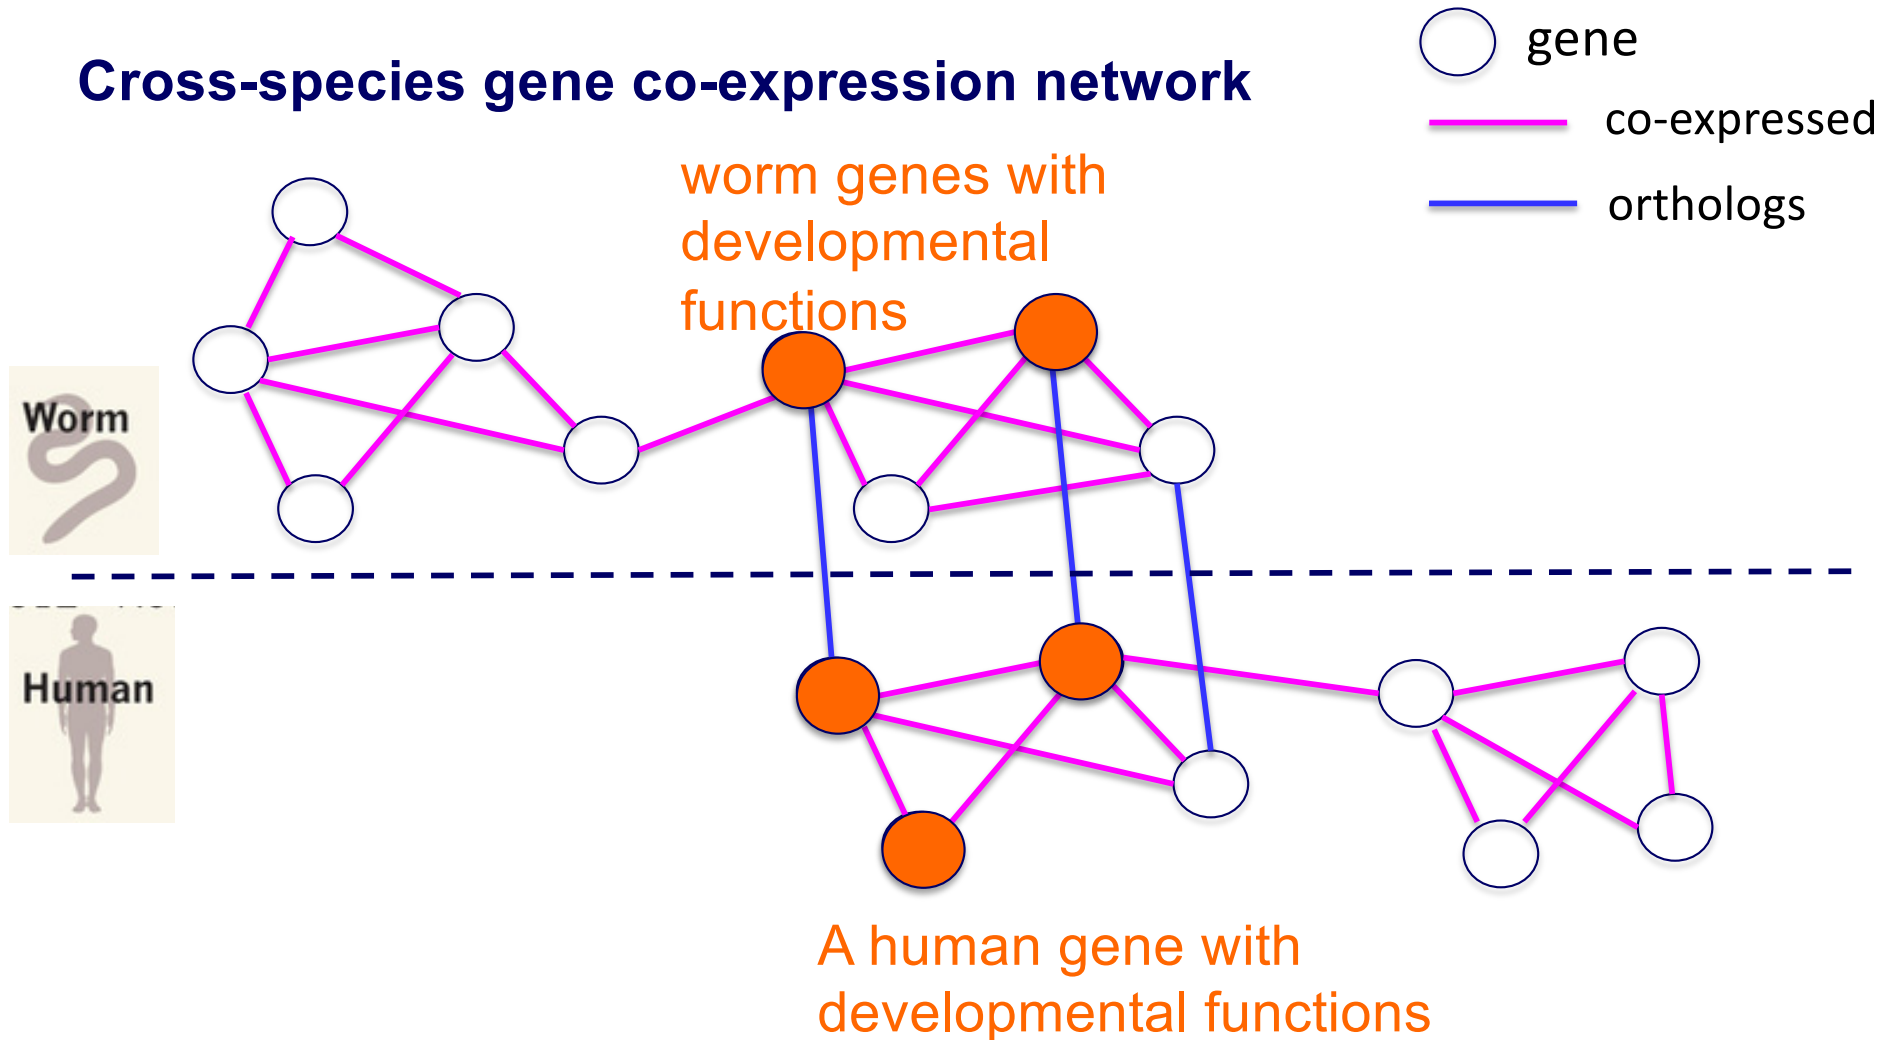 Cross-species gene co-expression network
gene
co-expressed
orthologs
worm genes with
developmental
functions
Worm
Human
A human gene with
developmental functions